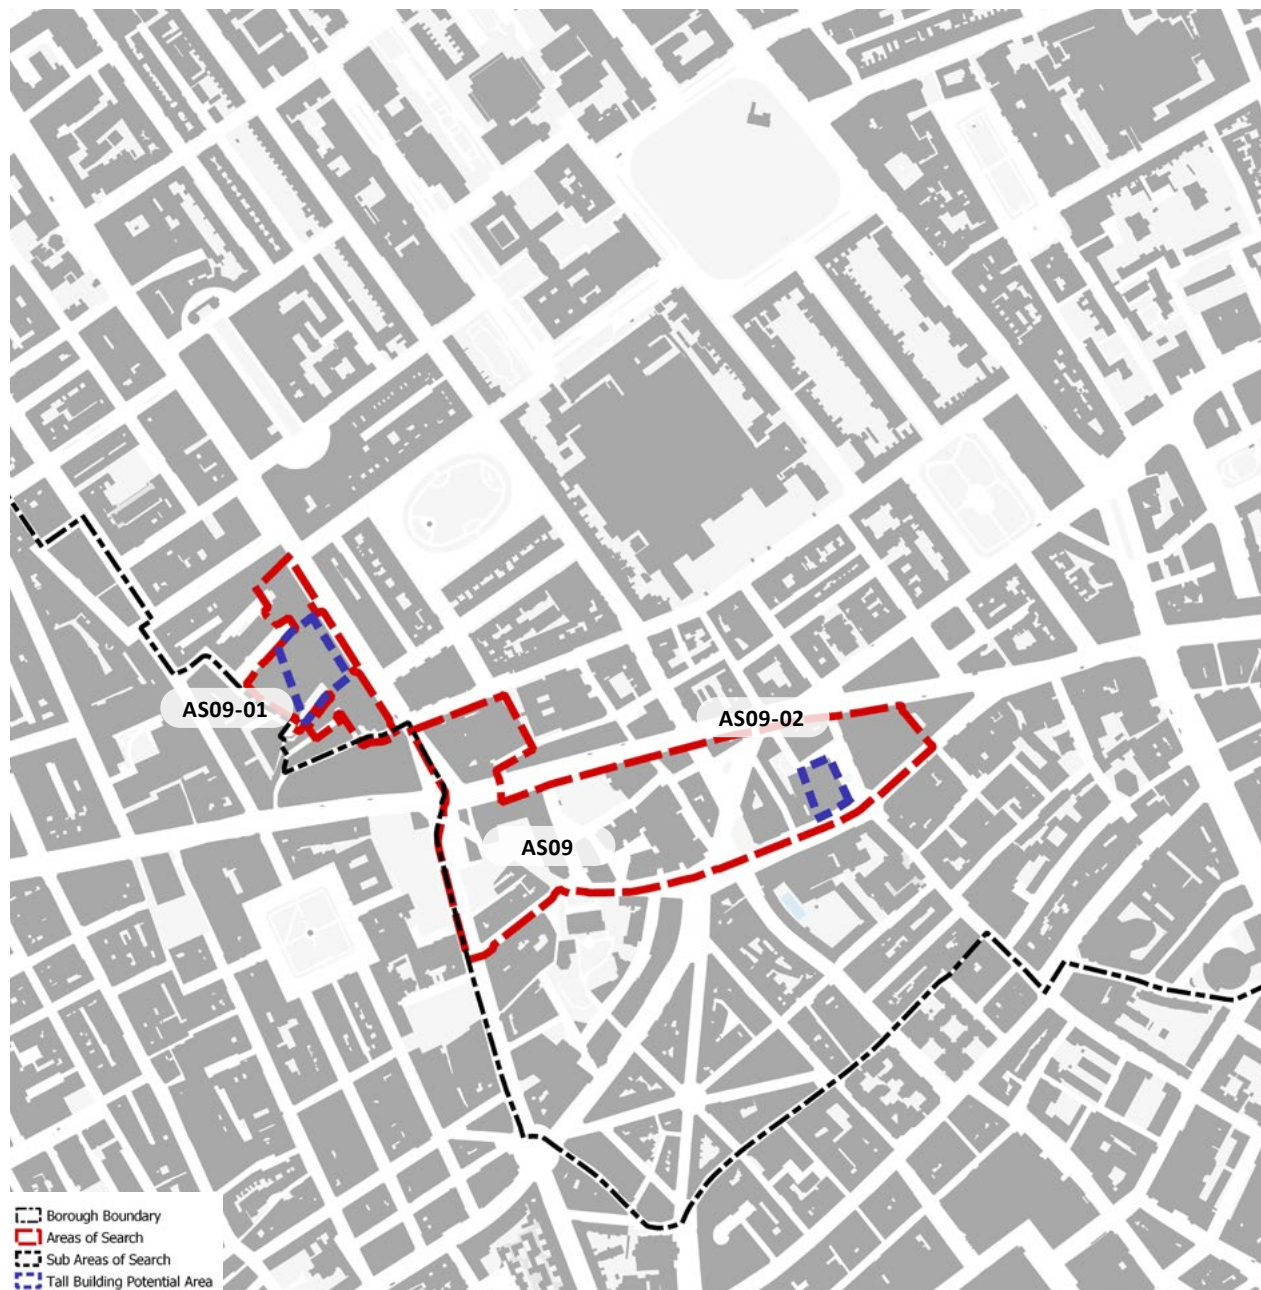 AS09-01
AS09-02
AS09
Borough Boundary
Areas of Search
Sub Areas of Search
Tall Building Potential Area